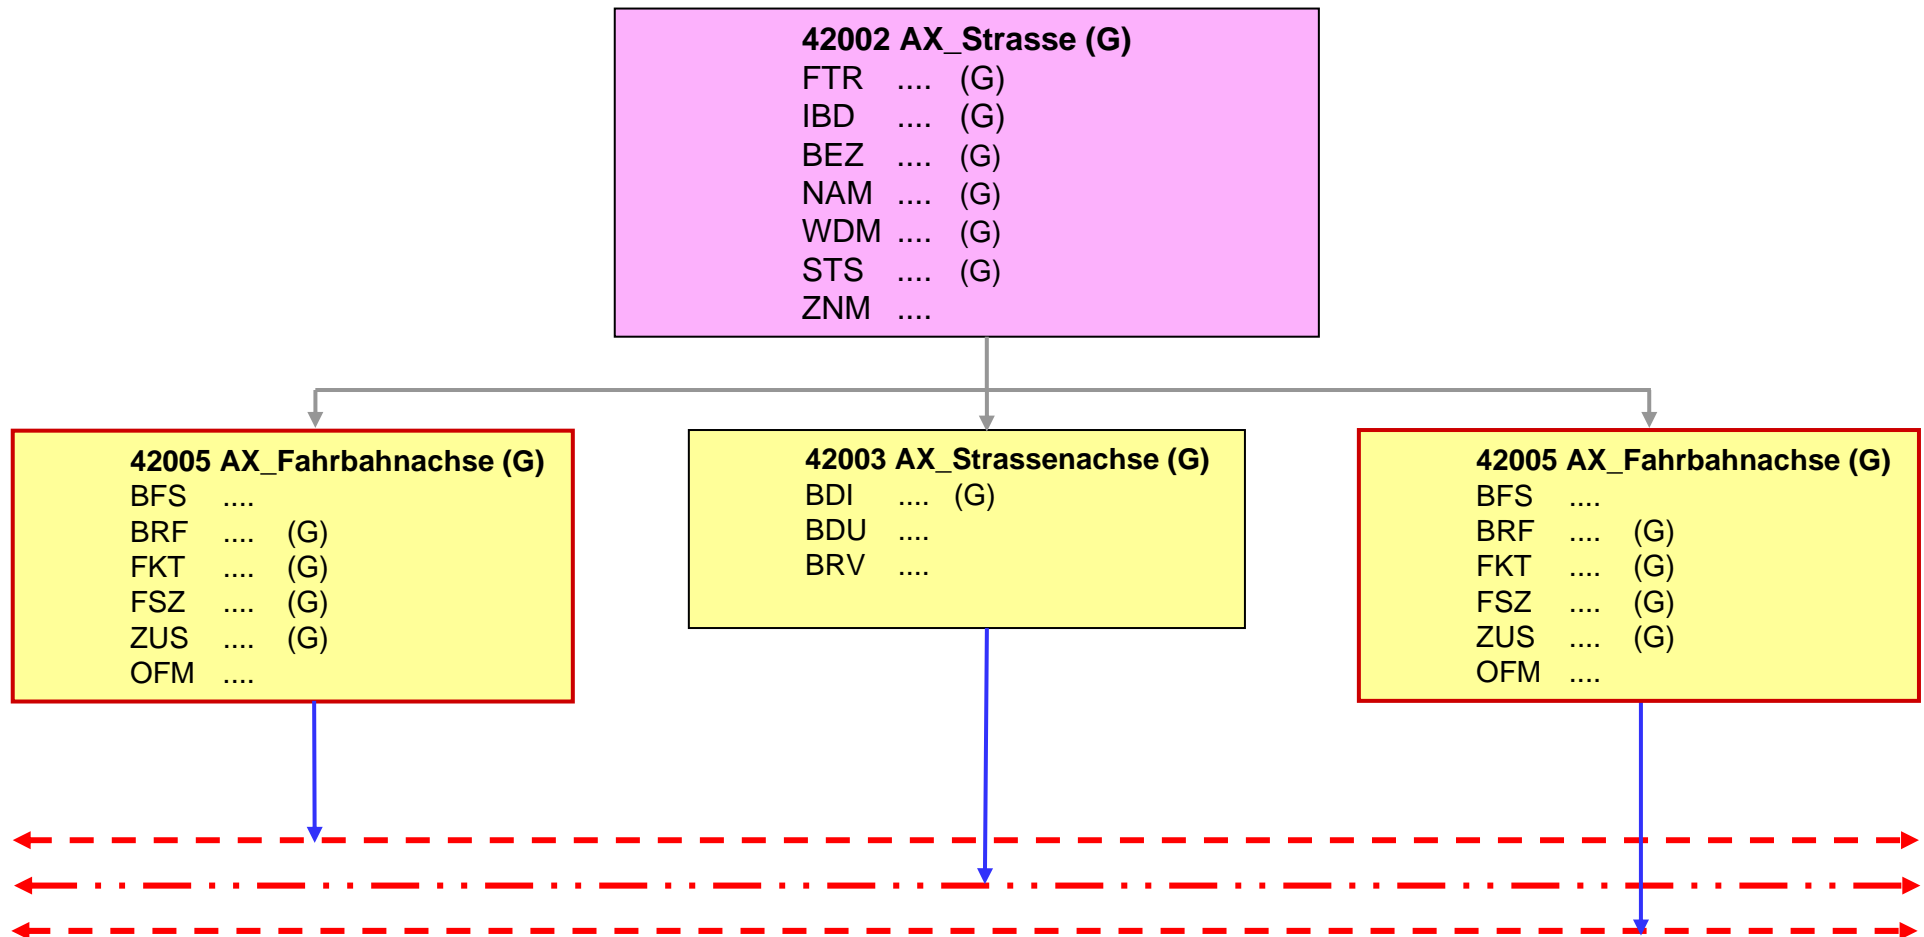 42002 AX_Strasse (G)
FTR .... (G)
IBD .... (G)
BEZ .... (G)
NAM .... (G)
WDM .... (G)
STS .... (G)
ZNM ....
42005 AX_Fahrbahnachse (G)
BFS ....
BRF .... (G)
FKT .... (G)
FSZ .... (G)
ZUS .... (G)
OFM ....
42003 AX_Strassenachse (G)
BDI .... (G)
BDU ....
BRV ....
42005 AX_Fahrbahnachse (G)
BFS ....
BRF .... (G)
FKT .... (G)
FSZ .... (G)
ZUS .... (G)
OFM ....